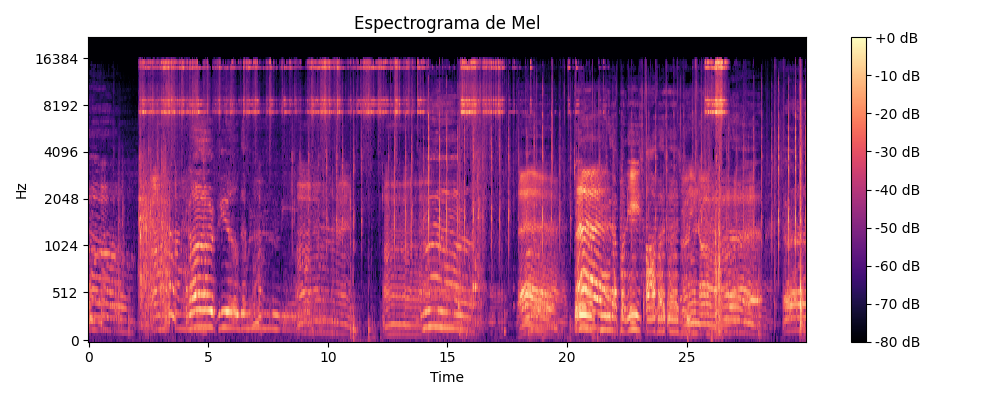 Espectrograma de Mel
Hz
16384
8192
4096
2048
1024
512
0
0 5 10 15 20 25
Time
+0 dB
-10 dB
-20 dB
-30 dB
-40 dB
-50 dB
-60 dB
-70 dB
-80 dB